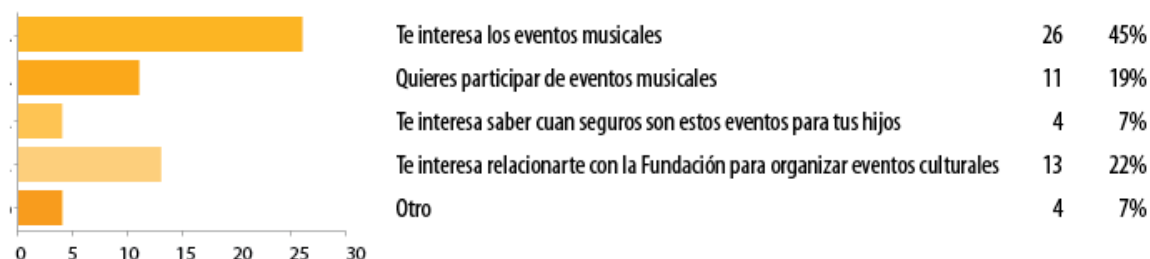 Te interesa los eventos musicales 26 45%
Quieres participar de eventos musicales 11 19%
Te interesa saber cuan seguros son estos eventos para tus hijos 4 7%
Te interesa relacionarte con la Fundación para organizar eventos culturales 13 22%
Otro 4 7%
0 5 10 15 20 25 30